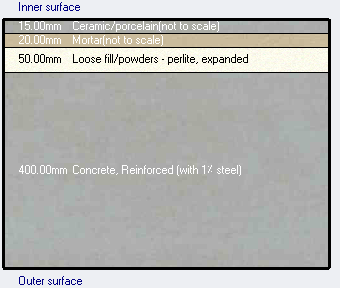 Inner surface
15.00mm Ceramic/porcelain(not to scale)
20.00mm Mortar(not to scale)
50.00mm Loose fill/powders - perlite, expanded
400.00mm Concrete, Reinforced (with 1% steel)
Outer surface